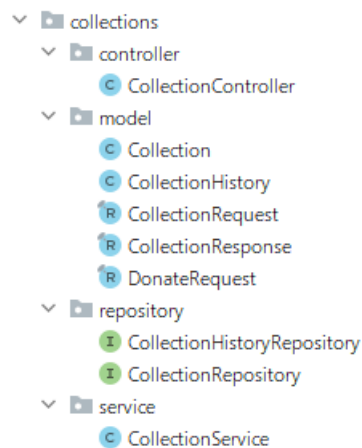 collections
controller
C CollectionController
model
C Collection
C CollectionHistory
R CollectionRequest
R CollectionResponse
R DonateRequest
repository
I CollectionHistoryRepository
I CollectionRepository
service
C CollectionService